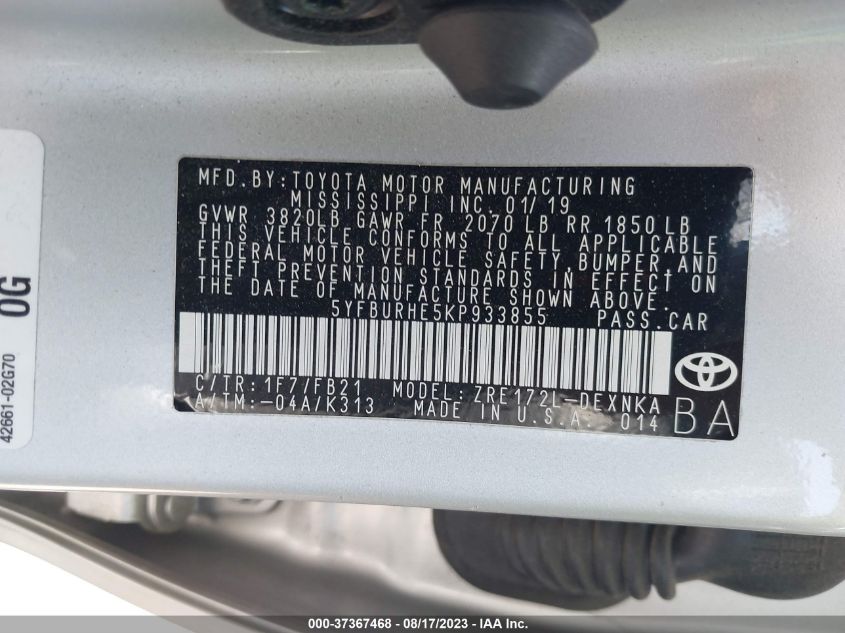 MFD.BY:TOYOTA MOTOR MANUFACTURING
MISSISSIPPI INC. 01/19
GVWR 3820LB GAWR FR 2070 LB RR 1850 LB
THIS VEHICLE CONFORMS TO ALL APPLICABLE
FEDERAL MOTOR VEHICLE SAFETY, BUMPER, AND
THEFT PREVENTION STANDARDS IN EFFECT ON
THE DATE OF MANUFACTURE SHOWN ABOVE.
5YFBURHE5KP933855 PASS.CAR
C/TR: 1F7/FB21 MODEL: ZRE172L-DEXNKA
A/TM:-04A/K313 MADE IN U.S.A. 014
BA
42661-02G70 0G
000-37367468 - 08/17/2023 - IAA Inc.